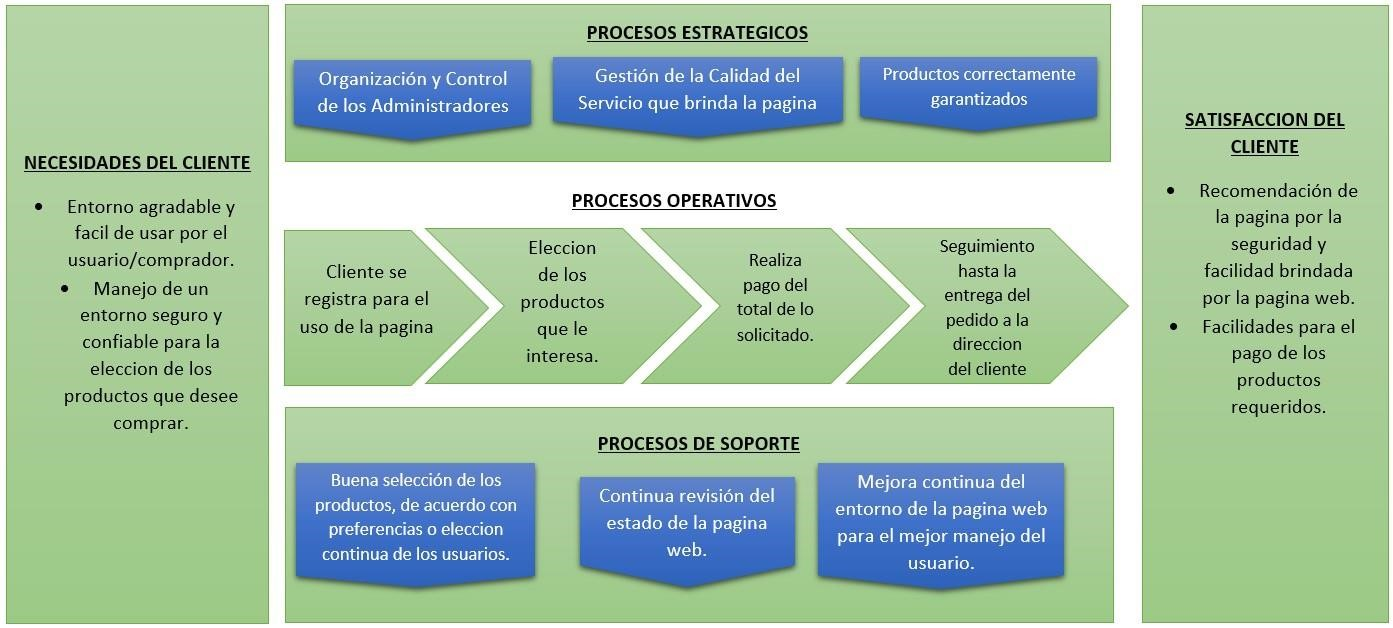 NECESIDADES DEL CLIENTE
• Entorno agradable y
facil de usar por el
usuario/comprador.
• Manejo de un
entorno seguro y
confiable para la
eleccion de los
productos que desee
comprar.
PROCESOS ESTRATEGICOS
Organización y Control
de los Administradores
Gestión de la Calidad del
Servicio que brinda la pagina
Productos correctamente
garantizados
PROCESOS OPERATIVOS
Cliente se
registra para el
uso de la pagina
Eleccion
de los
productos
que le
interesa.
Realiza
pago del
total de lo
solicitado.
Seguimiento
hasta la
entrega del
pedido a la
direccion
del cliente
PROCESOS DE SOPORTE
Buena selección de los
productos, de acuerdo con
preferencias o eleccion
continua de los usuarios.
Continua revisión del
estado de la pagina
web.
Mejora continua del
entorno de la pagina web
para el mejor manejo del
usuario.
SATISFACCION DEL
CLIENTE
• Recomendación de
la pagina por la
seguridad y
facilidad brindada
por la pagina web.
• Facilidades para el
pago de los
productos
requeridos.